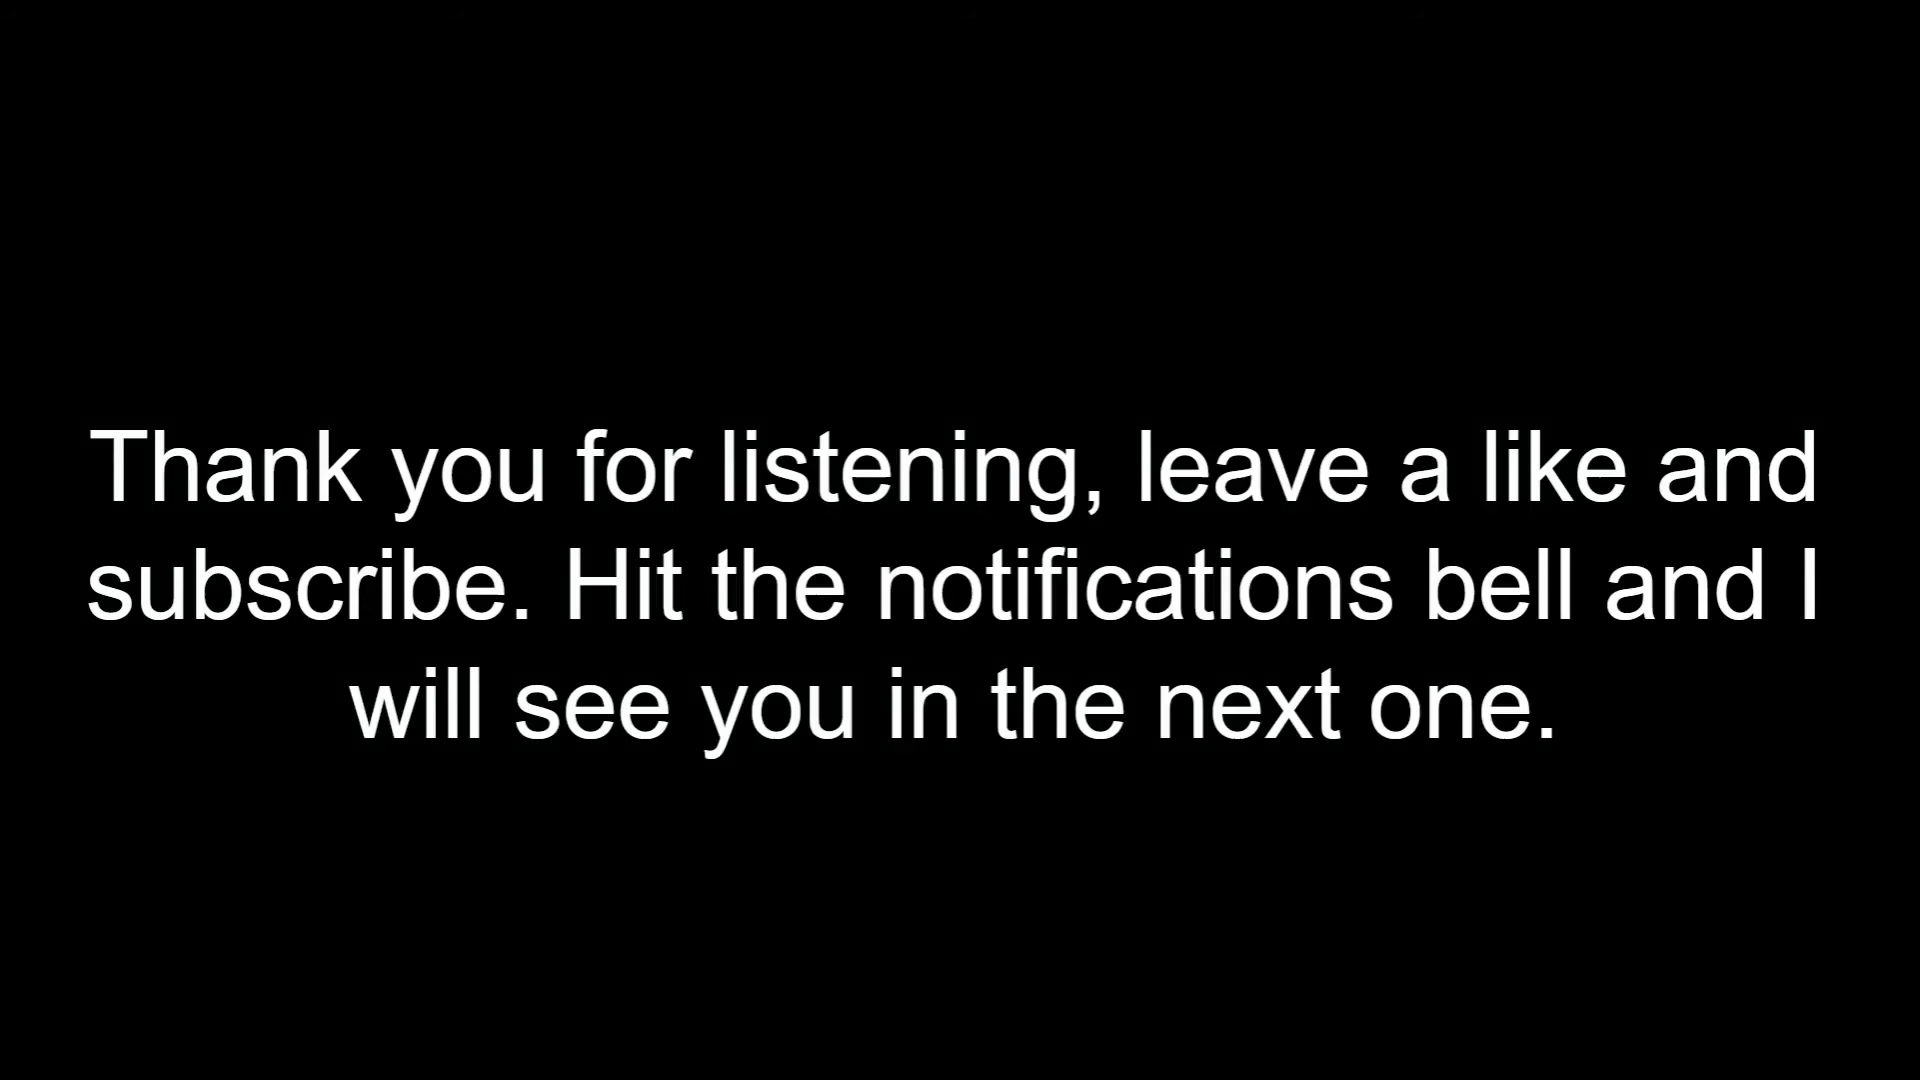 Thank you for listening, leave a like and
subscribe. Hit the notifications bell and I
will see you in the next one.